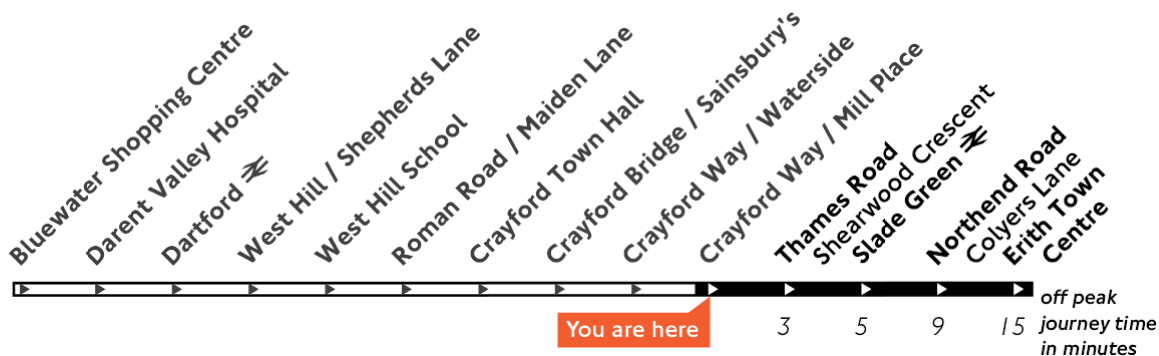 Bluewater Shopping Centre
Darent Valley Hospital
Dartford
West Hill / Shepherds Lane
West Hill School
Roman Road / Maiden Lane
Crayford Town Hall
Crayford Bridge / Sainsbury's
Crayford Way / Waterside
Crayford Way / Mill Place
Thames Road
Shearwood Crescent
Slade Green
Northend Road
Colyers Lane
Erith Town
Centre
You are here
3
5
9
15
off peak
journey time
in minutes